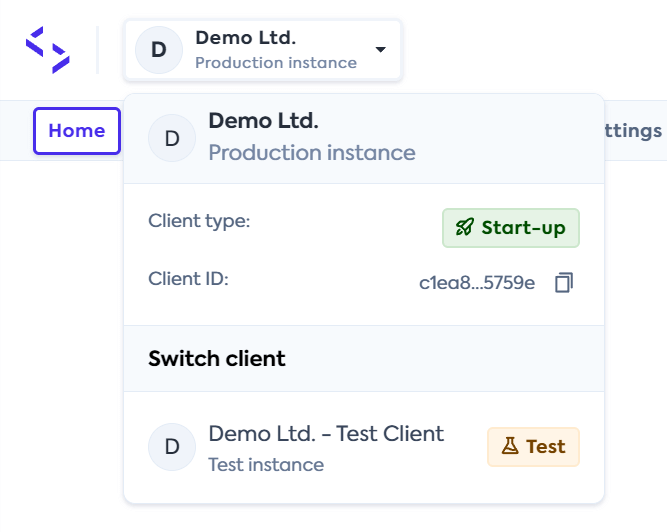 D
Demo Ltd.
Production instance
Home
ttings
D
Demo Ltd.
Production instance
Client type:
Start-up
Client ID:
c1ea8...5759e
Switch client
D
Demo Ltd. - Test Client
Test instance
Test